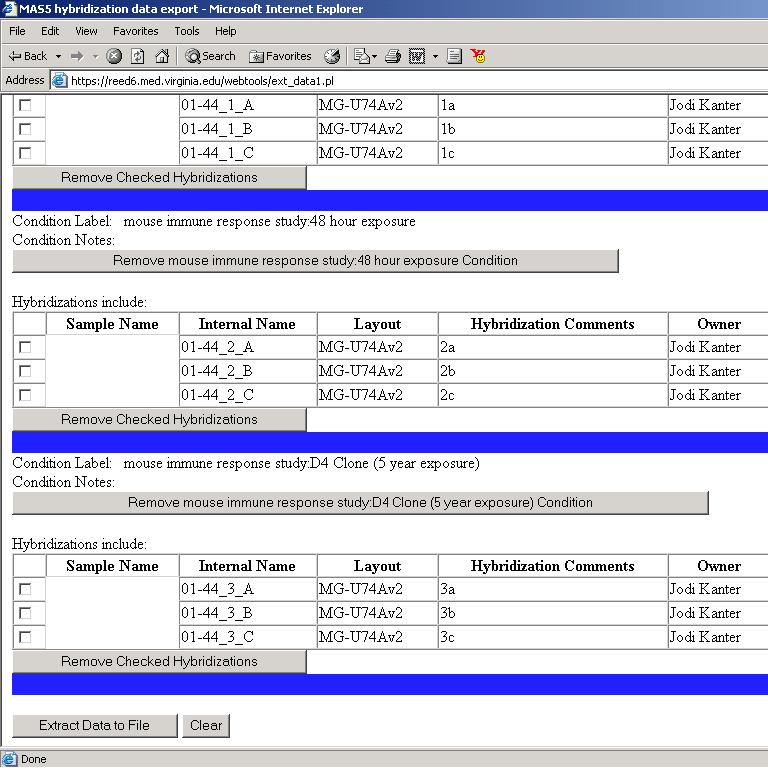 MAS5 hybridization data export - Microsoft Internet Explorer
File Edit View Favorites Tools Help
Back Search Favorites
Address https://reed6.med.virginia.edu/webtools/ext_data1.pl
01-44_1_A MG-U74Av2 1a Jodi Kanter
01-44_1_B MG-U74Av2 1b Jodi Kanter
01-44_1_C MG-U74Av2 1c Jodi Kanter
Remove Checked Hybridizations
Condition Label: mouse immune response study:48 hour exposure
Condition Notes:
Remove mouse immune response study:48 hour exposure Condition
Hybridizations include:
Sample Name Internal Name Layout Hybridization Comments Owner
01-44_2_A MG-U74Av2 2a Jodi Kanter
01-44_2_B MG-U74Av2 2b Jodi Kanter
01-44_2_C MG-U74Av2 2c Jodi Kanter
Remove Checked Hybridizations
Condition Label: mouse immune response study:D4 Clone (5 year exposure)
Condition Notes:
Remove mouse immune response study:D4 Clone (5 year exposure) Condition
Hybridizations include:
Sample Name Internal Name Layout Hybridization Comments Owner
01-44_3_A MG-U74Av2 3a Jodi Kanter
01-44_3_B MG-U74Av2 3b Jodi Kanter
01-44_3_C MG-U74Av2 3c Jodi Kanter
Remove Checked Hybridizations
Extract Data to File Clear
Done